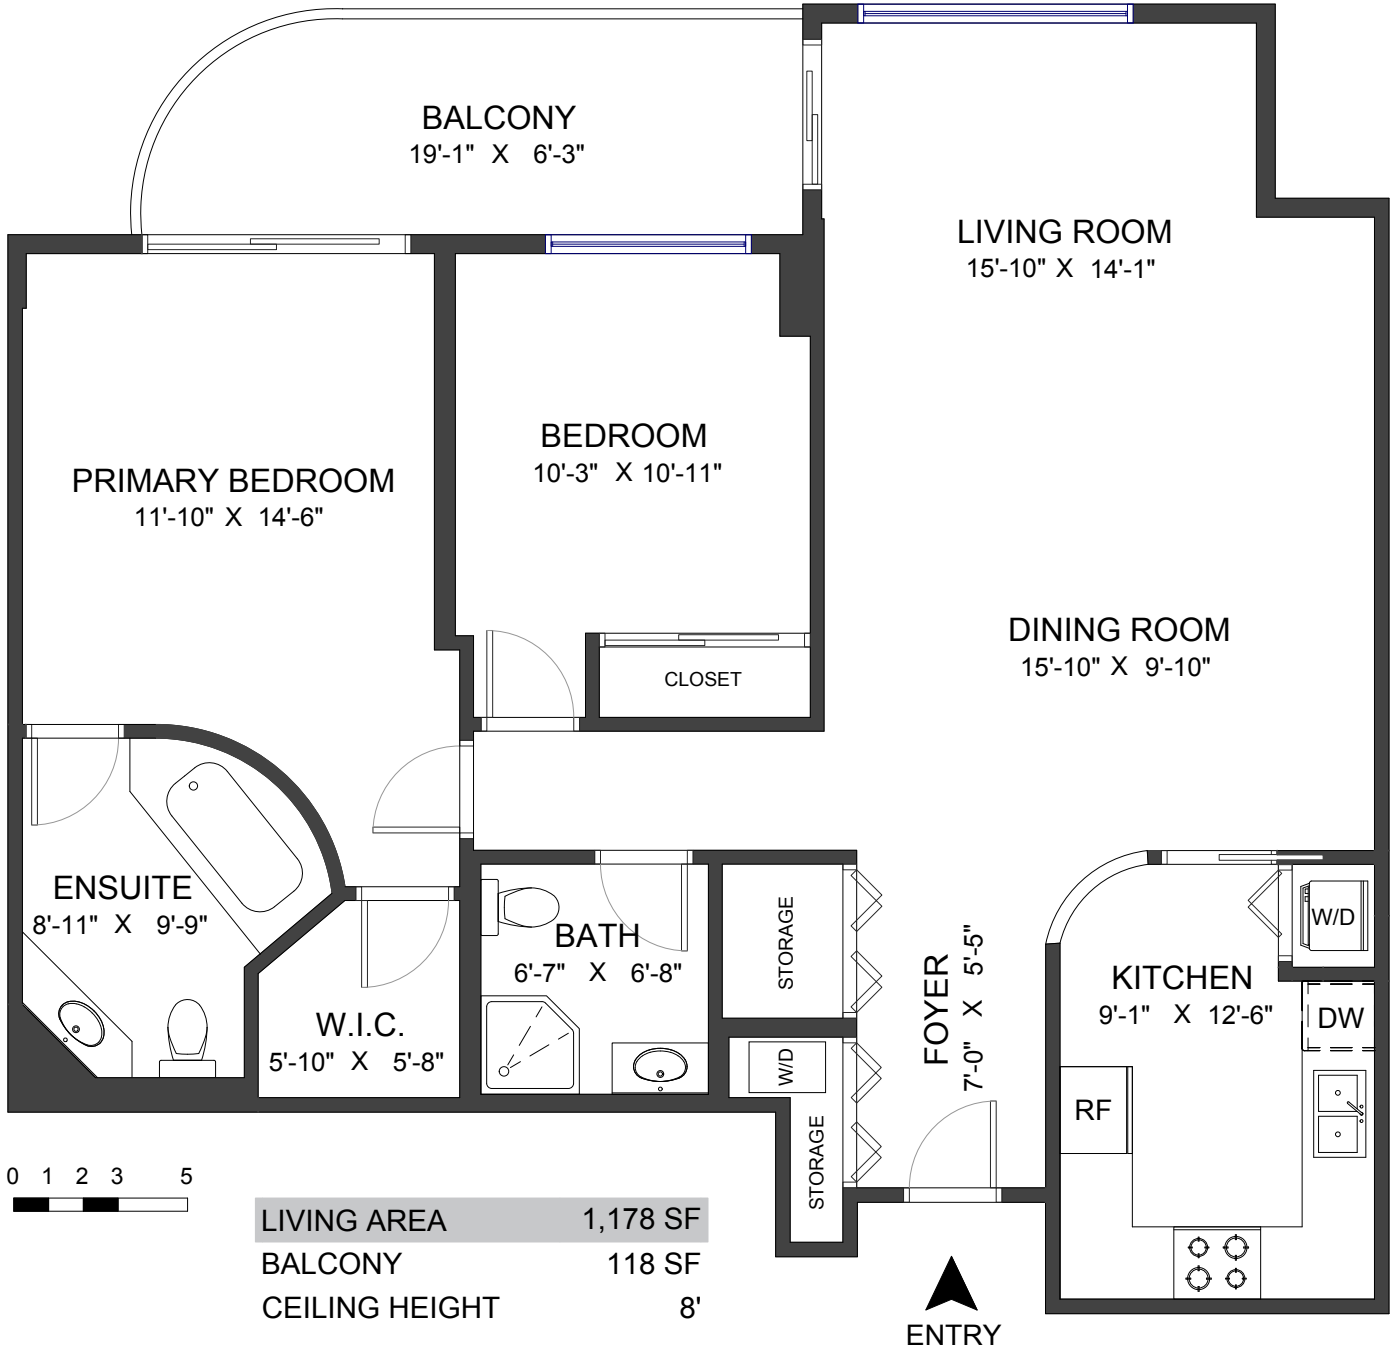 BALCONY
19'-1" X 6'-3"
LIVING ROOM
15'-10" X 14'-1"
BEDROOM
10'-3" X 10'-11"
PRIMARY BEDROOM
11'-10" X 14'-6"
DINING ROOM
15'-10" X 9'-10"
CLOSET
ENSUITE
8'-11" X 9'-9"
BATH
6'-7" X 6'-8"
STORAGE
FOYER
7'-0" X 5'-5"
W/D
KITCHEN
9'-1" X 12'-6"
DW
W.I.C.
5'-10" X 5'-8"
W/D
RF
STORAGE
0 1 2 3 5
LIVING AREA 1,178 SF
BALCONY 118 SF
CEILING HEIGHT 8'
ENTRY